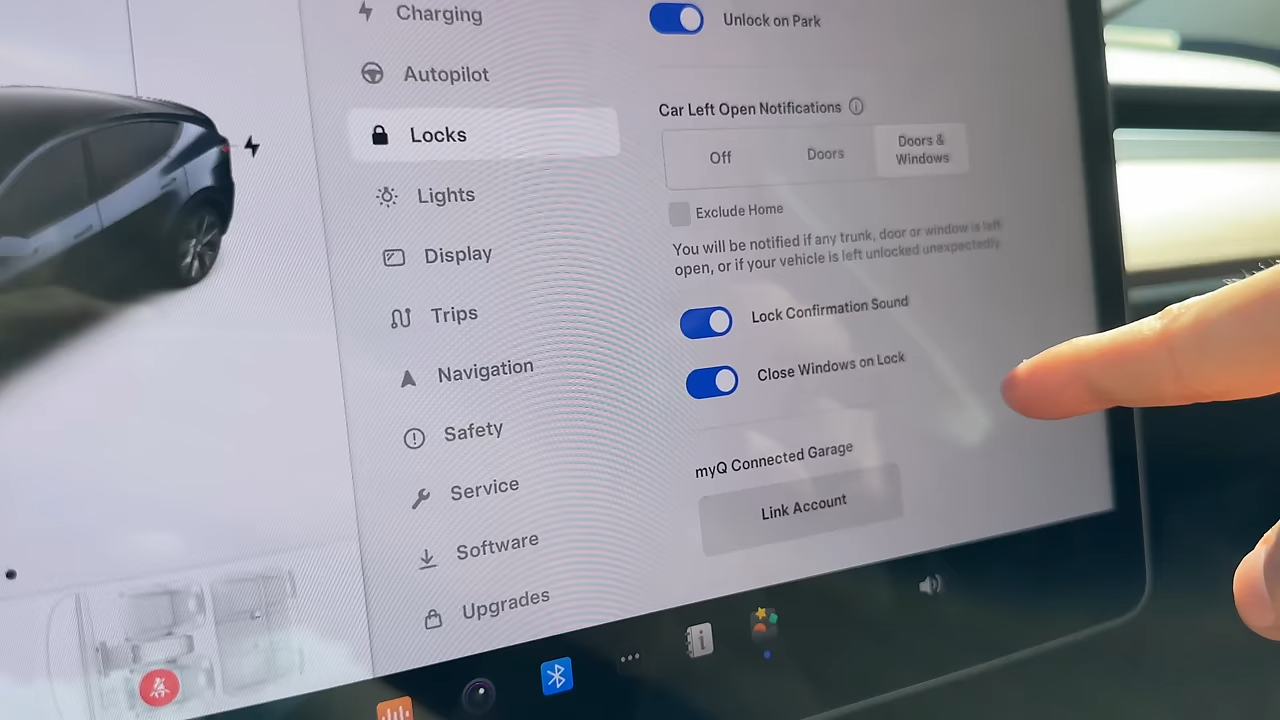 Charging
Autopilot
Locks
Lights
Display
Trips
Navigation
Safety
Service
Software
Upgrades
Unlock on Park
Car Left Open Notifications
Off
Doors
Doors &
Windows
Exclude Home
You will be notified if any trunk, door or window is left
open, or if your vehicle is left unlocked unexpectedly.
Lock Confirmation Sound
Close Windows on Lock
myQ Connected Garage
Link Account